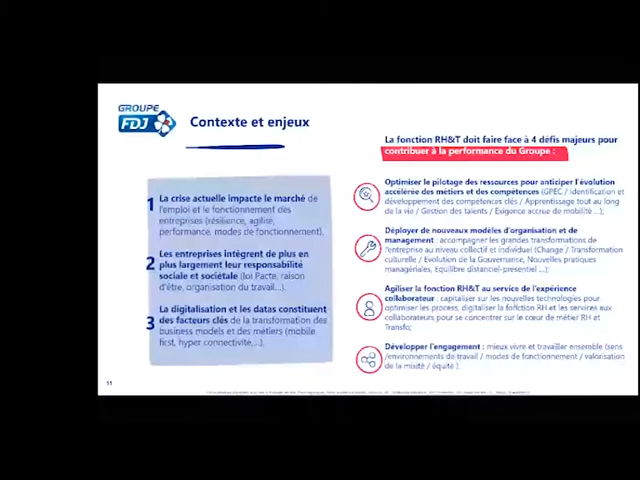 GROUPE
FDJ
Contexte et enjeux
1 La crise actuelle impacte le marché de
l'emploi et le fonctionnement des
entreprises (résilience, agilité,
performance, modes de fonctionnement).
2 Les entreprises intègrent de plus en
plus largement leur responsabilité
sociale et sociétale (loi Pacte, raison
d'être, organisation du travail...).
3 La digitalisation et les datas constituent
des facteurs clés de la transformation des
business models et des métiers (mobile
first, hyper connectivité,...).
La fonction RH&T doit faire face à 4 défis majeurs pour
contribuer à la performance du Groupe :
Optimiser le pilotage des ressources pour anticiper l'évolution
accélérée des métiers et des compétences (GPEC / Identification et
développement des compétences clés / Apprentissage tout au long
de la vie / Gestion des talents / Exigence accrue de mobilité ...);
Déployer de nouveaux modèles d'organisation et de
management : accompagner les grandes transformations de
l'entreprise au niveau collectif et individuel (Change / Transformation
culturelle / Evolution de la Gouvernance, Nouvelles pratiques
managériales, Equilibre distanciel-présentiel ...);
Agiliser la fonction RH&T au service de l'expérience
collaborateur : capitaliser sur les nouvelles technologies pour
optimiser les process, digitaliser la fonction RH et les services aux
collaborateurs pour se concentrer sur le cœur de métier RH et
Transfo;
Développer l'engagement : mieux vivre et travailler ensemble (sens
/environnements de travail / modes de fonctionnement / valorisation
de la mixité / équité ).
11